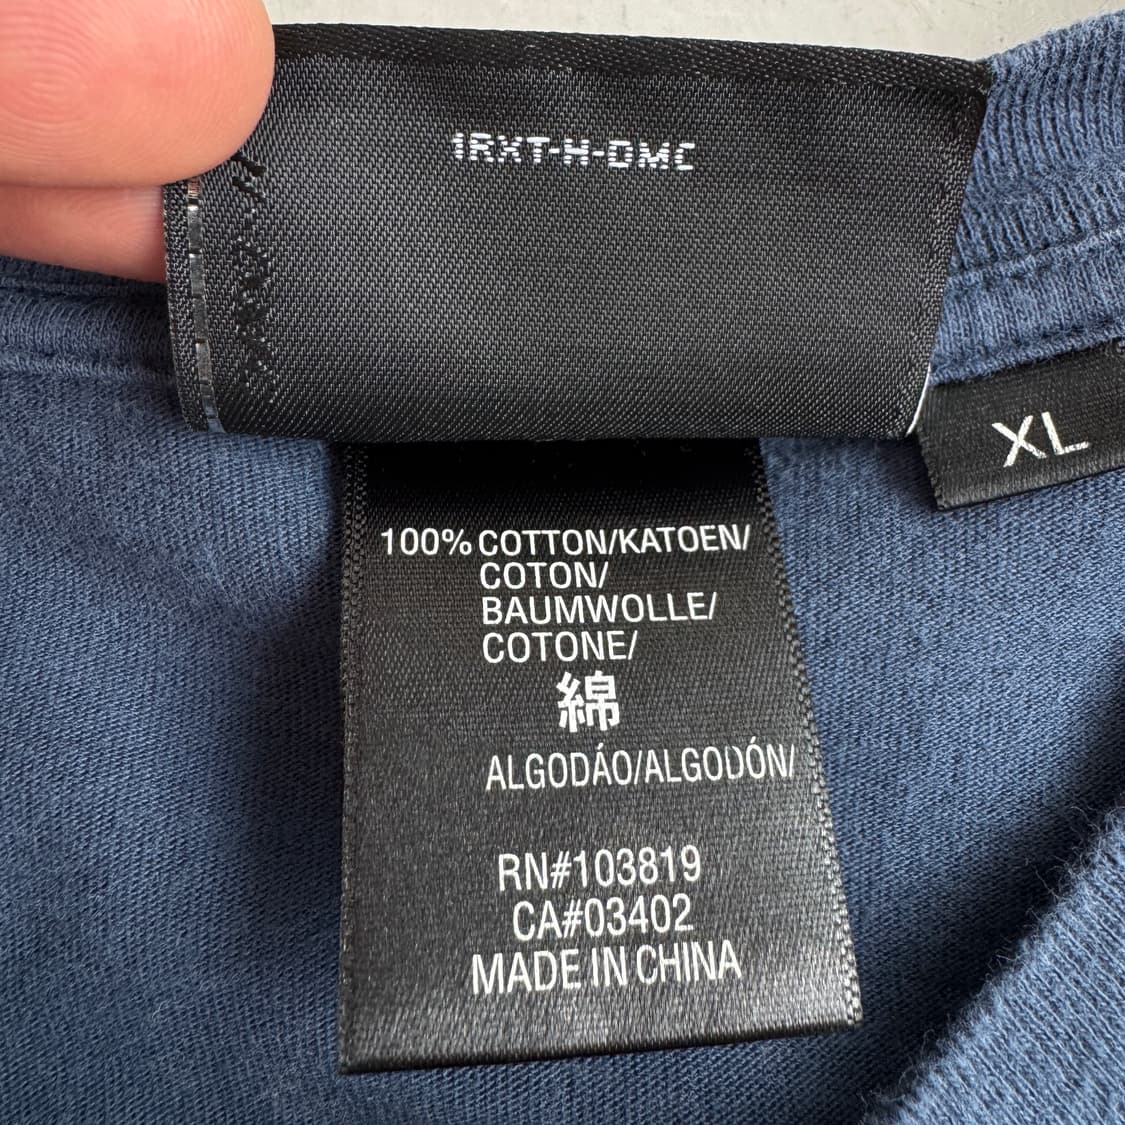 1RXT-H-DMC
XL
100% COTTON/KATOEN/
COTON/
BAUMWOLLE/
COTONE/
綿
ALGODÁO/ALGODÓN/
RN#103819
CA#03402
MADE IN CHINA